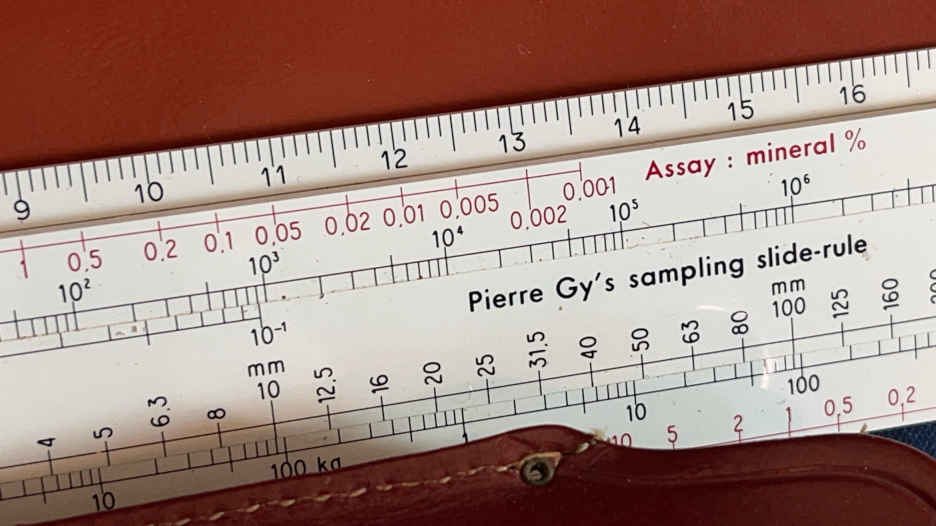 9 10 11 12 13 14 15 16
Assay : mineral %
1 0,5 0,2 0,1 0,05 0,02 0,01 0,005 0.002 0.001
10² 10³ 10⁴ 10⁵ 10⁶
Pierre Gy's sampling slide-rule
10⁻¹
mm mm
4 5 6,3 8 10 12,5 16 20 25 31.5 40 50 63 80 100 125 160
10 100 kg 1 10 100
10 5 2 1 0,5 0,2